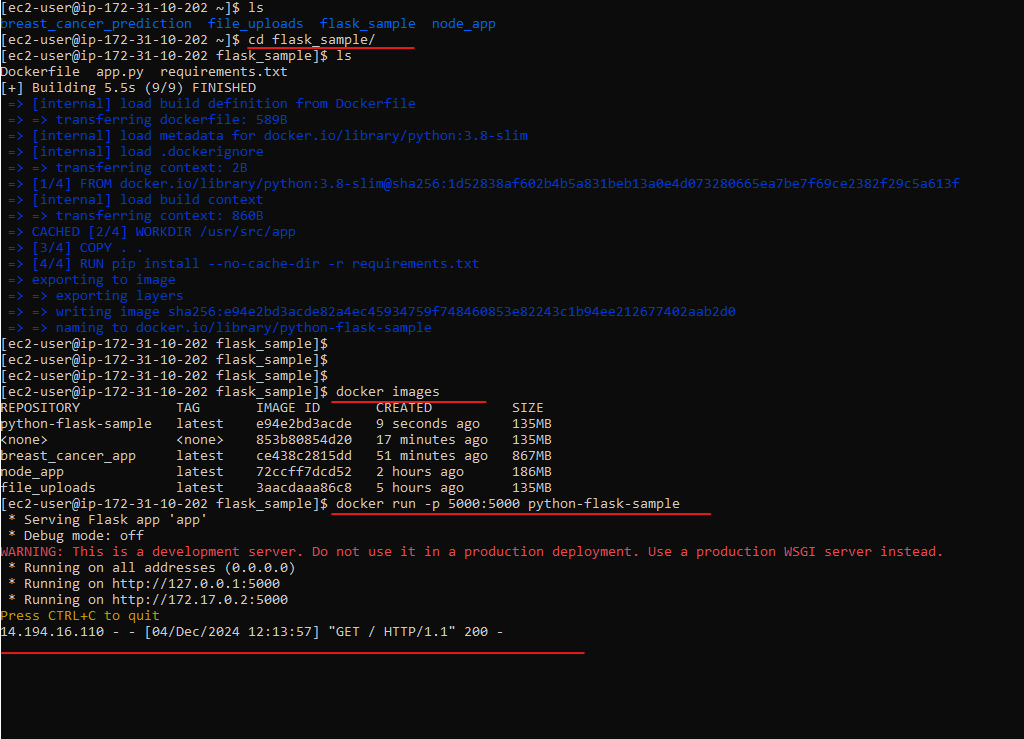 [ec2-user@ip-172-31-10-202 ~]$ ls
breast_cancer_prediction  file_uploads  flask_sample  node_app
[ec2-user@ip-172-31-10-202 ~]$ cd flask_sample/
[ec2-user@ip-172-31-10-202 flask_sample]$ ls
Dockerfile  app.py  requirements.txt
[+] Building 5.5s (9/9) FINISHED
=> [internal] load build definition from Dockerfile
=> => transferring dockerfile: 589B
=> [internal] load metadata for docker.io/library/python:3.8-slim
=> [internal] load .dockerignore
=> => transferring context: 2B
=> [1/4] FROM docker.io/library/python:3.8-slim@sha256:1d52838af602b4b5a831beb13a0e4d073280665ea7be7f69ce2382f29c5a613f
=> [internal] load build context
=> => transferring context: 860B
=> CACHED [2/4] WORKDIR /usr/src/app
=> [3/4] COPY . .
=> [4/4] RUN pip install --no-cache-dir -r requirements.txt
=> exporting to image
=> => exporting layers
=> => writing image sha256:e94e2bd3acde82a4ec45934759f748460853e82243c1b94ee212677402aab2d0
=> => naming to docker.io/library/python-flask-sample
[ec2-user@ip-172-31-10-202 flask_sample]$
[ec2-user@ip-172-31-10-202 flask_sample]$
[ec2-user@ip-172-31-10-202 flask_sample]$
[ec2-user@ip-172-31-10-202 flask_sample]$ docker images
REPOSITORY            TAG       IMAGE ID       CREATED          SIZE
python-flask-sample   latest    e94e2bd3acde   9 seconds ago    135MB
<none>                <none>    853b80854d20   17 minutes ago   135MB
breast_cancer_app     latest    ce438c2815dd   51 minutes ago   867MB
node_app              latest    72ccff7dcd52   2 hours ago      186MB
file_uploads          latest    3aacdaaa86c8   5 hours ago      135MB
[ec2-user@ip-172-31-10-202 flask_sample]$ docker run -p 5000:5000 python-flask-sample
* Serving Flask app 'app'
* Debug mode: off
WARNING: This is a development server. Do not use it in a production deployment. Use a production WSGI server instead.
* Running on all addresses (0.0.0.0)
* Running on http://127.0.0.1:5000
* Running on http://172.17.0.2:5000
Press CTRL+C to quit
14.194.16.110 - - [04/Dec/2024 12:13:57] "GET / HTTP/1.1" 200 -